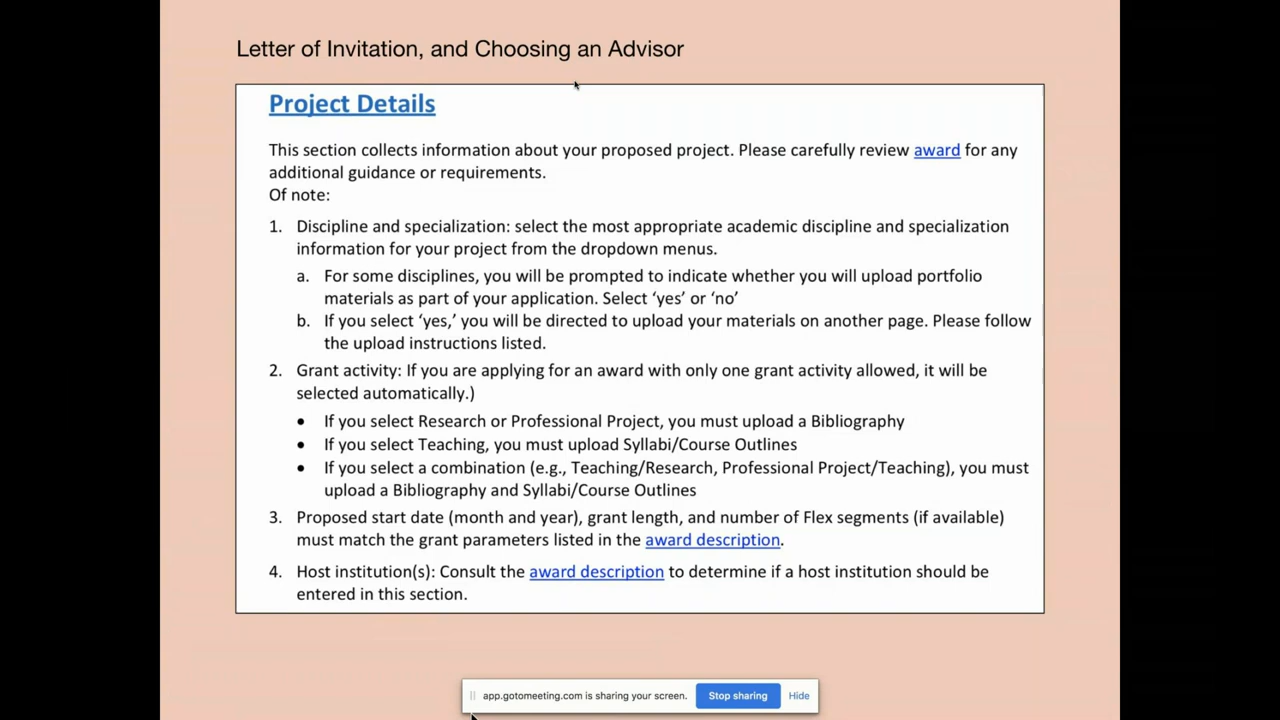 Letter of Invitation, and Choosing an Advisor
Project Details
This section collects information about your proposed project. Please carefully review award for any
additional guidance or requirements.
Of note:
1. Discipline and specialization: select the most appropriate academic discipline and specialization
information for your project from the dropdown menus.
a. For some disciplines, you will be prompted to indicate whether you will upload portfolio
materials as part of your application. Select ‘yes’ or ‘no’
b. If you select ‘yes,’ you will be directed to upload your materials on another page. Please follow
the upload instructions listed.
2. Grant activity: If you are applying for an award with only one grant activity allowed, it will be
selected automatically.)
• If you select Research or Professional Project, you must upload a Bibliography
• If you select Teaching, you must upload Syllabi/Course Outlines
• If you select a combination (e.g., Teaching/Research, Professional Project/Teaching), you must
upload a Bibliography and Syllabi/Course Outlines
3. Proposed start date (month and year), grant length, and number of Flex segments (if available)
must match the grant parameters listed in the award description.
4. Host institution(s): Consult the award description to determine if a host institution should be
entered in this section.
app.gotomeeting.com is sharing your screen. Stop sharing Hide